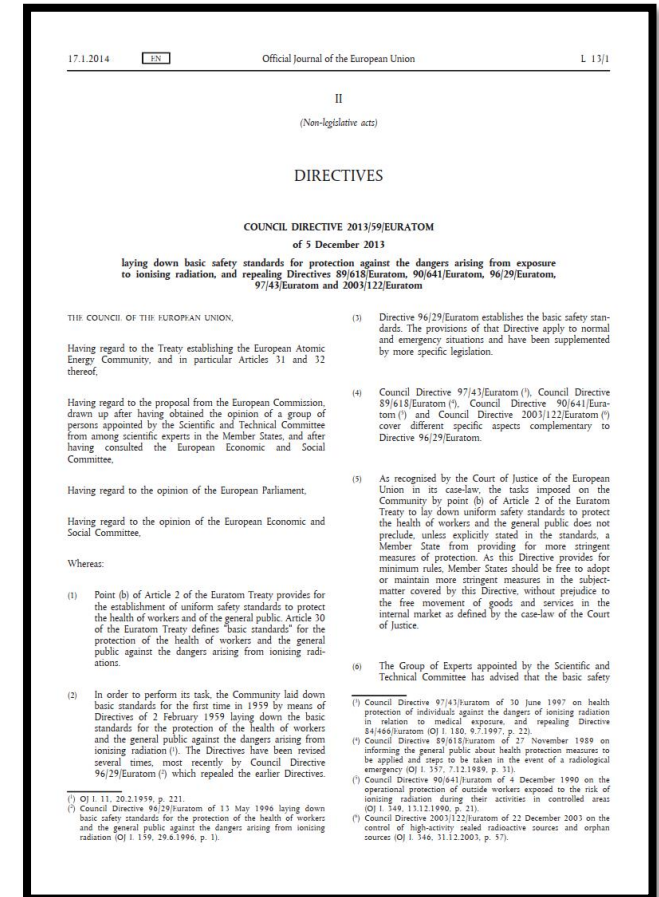 17.1.2014 EN Official Journal of the European Union L 13/1
II
(Non-legislative acts)
DIRECTIVES
COUNCIL DIRECTIVE 2013/59/EURATOM
of 5 December 2013
laying down basic safety standards for protection against the dangers arising from exposure
to ionising radiation, and repealing Directives 89/618/Euratom, 90/641/Euratom, 96/29/Euratom,
97/43/Euratom and 2003/122/Euratom
THE COUNCIL OF THE EUROPEAN UNION,
Having regard to the Treaty establishing the European Atomic
Energy Community, and in particular Articles 31 and 32
thereof,
Having regard to the proposal from the European Commission,
drawn up after having obtained the opinion of a group of
persons appointed by the Scientific and Technical Committee
from among scientific experts in the Member States, and after
having consulted the European Economic and Social
Committee,
Having regard to the opinion of the European Parliament,
Having regard to the opinion of the European Economic and
Social Committee,
Whereas:
(1) Point (b) of Article 2 of the Euratom Treaty provides for
the establishment of uniform safety standards to protect
the health of workers and of the general public. Article 30
of the Euratom Treaty defines "basic standards" for the
protection of the health of workers and the general
public against the dangers arising from ionising radi-
ations.
(2) In order to perform its task, the Community laid down
basic standards for the first time in 1959 by means of
Directives of 2 February 1959 laying down the basic
standards for the protection of the health of workers
and the general public against the dangers arising from
ionising radiation (1). The Directives have been revised
several times, most recently by Council Directive
96/29/Euratom (2) which repealed the earlier Directives.
(1) OJ L 11, 20.2.1959, p. 221.
(2) Council Directive 96/29/Euratom of 13 May 1996 laying down
basic safety standards for the protection of the health of workers
and the general public against the dangers arising from ionising
radiation (OJ L 159, 29.6.1996, p. 1).
(3) Directive 96/29/Euratom establishes the basic safety stan-
dards. The provisions of that Directive apply to normal
and emergency situations and have been supplemented
by more specific legislation.
(4) Council Directive 97/43/Euratom (3), Council Directive
89/618/Euratom (4), Council Directive 90/641/Eura-
tom (5) and Council Directive 2003/122/Euratom (6)
cover different specific aspects complementary to
Directive 96/29/Euratom.
(5) As recognised by the Court of Justice of the European
Union in its case-law, the tasks imposed on the
Community by point (b) of Article 2 of the Euratom
Treaty to lay down uniform safety standards to protect
the health of workers and the general public does not
preclude, unless explicitly stated in the standards, a
Member State from providing for more stringent
measures of protection. As this Directive provides for
minimum rules, Member States should be free to adopt
or maintain more stringent measures in the subject-
matter covered by this Directive, without prejudice to
the free movement of goods and services in the
internal market as defined by the case-law of the Court
of Justice.
(6) The Group of Experts appointed by the Scientific and
Technical Committee has advised that the basic safety
(3) Council Directive 97/43/Euratom of 30 June 1997 on health
protection of individuals against the dangers of ionising radiation
in relation to medical exposure, and repealing Directive
84/466/Euratom (OJ L 180, 9.7.1997, p. 22).
(4) Council Directive 89/618/Euratom of 27 November 1989 on
informing the general public about health protection measures to
be applied and steps to be taken in the event of a radiological
emergency (OJ L 357, 7.12.1989, p. 31).
(5) Council Directive 90/641/Euratom of 4 December 1990 on the
operational protection of outside workers exposed to the risk of
ionising radiation during their activities in controlled areas
(OJ L 349, 13.12.1990, p. 21).
(6) Council Directive 2003/122/Euratom of 22 December 2003 on the
control of high-activity sealed radioactive sources and orphan
sources (OJ L 346, 31.12.2003, p. 57).